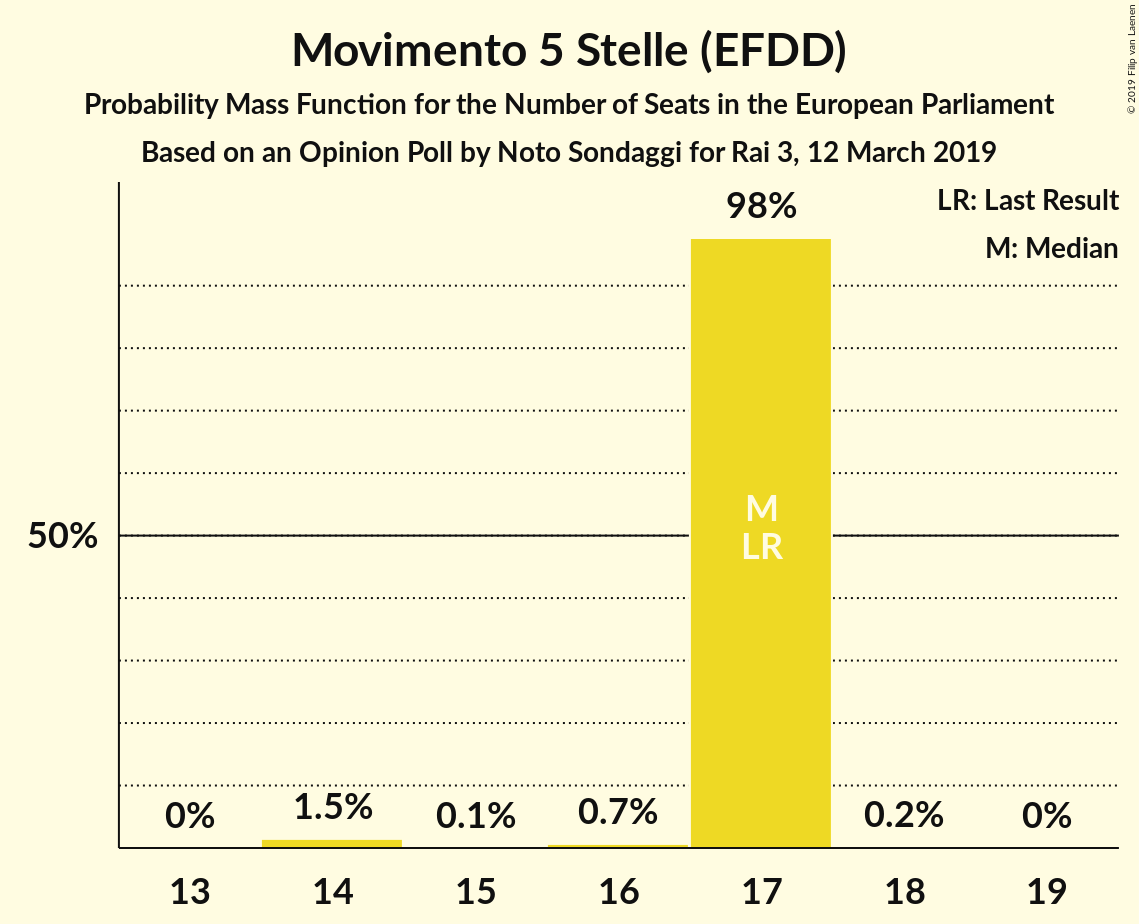 Movimento 5 Stelle (EFDD)
Probability Mass Function for the Number of Seats in the European Parliament
Based on an Opinion Poll by Noto Sondaggi for Rai 3, 12 March 2019
© 2019 Filip van Laenen
LR: Last Result
M: Median
98%
M
LR
50%
0%
1.5%
0.1%
0.7%
0.2%
0%
13
14
15
16
17
18
19